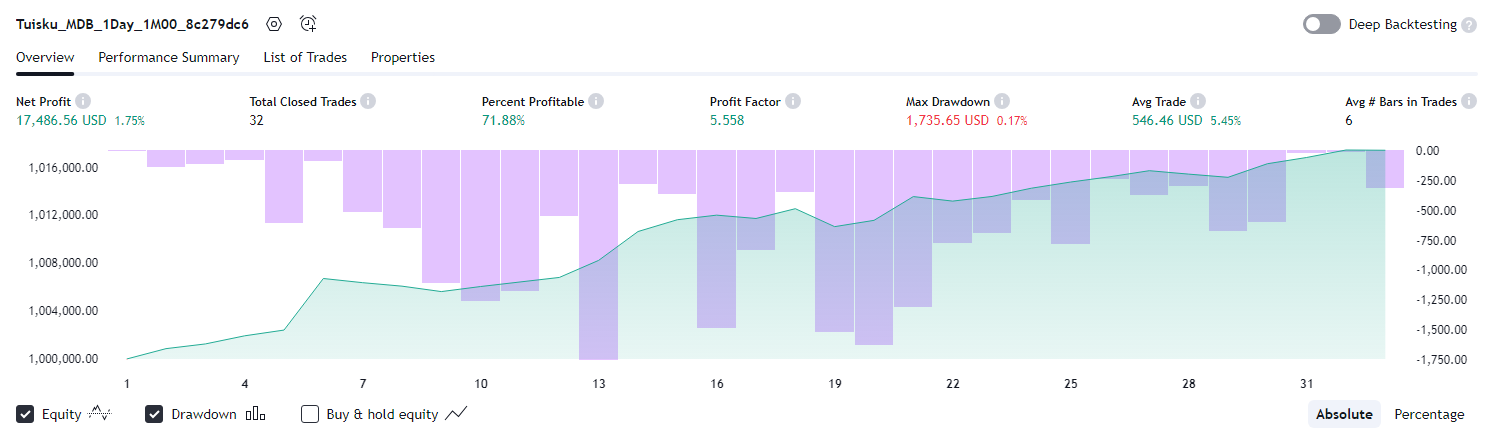 Tuisku_MDB_1Day_1M00_8c279dc6
Deep Backtesting ?
Overview Performance Summary List of Trades Properties
Net Profit i Total Closed Trades i Percent Profitable i Profit Factor i Max Drawdown i Avg Trade i Avg # Bars in Trades i
17,486.56 USD 1.75% 32 71.88% 5.558 1,735.65 USD 0.17% 546.46 USD 5.45% 6
0.00
1,016,000.00
-250.00
1,012,000.00 -500.00
-750.00
1,008,000.00 -1,000.00
-1,250.00
1,004,000.00
-1,500.00
1,000,000.00 -1,750.00
1 4 7 10 13 16 19 22 25 28 31
Equity Drawdown Buy & hold equity Absolute Percentage